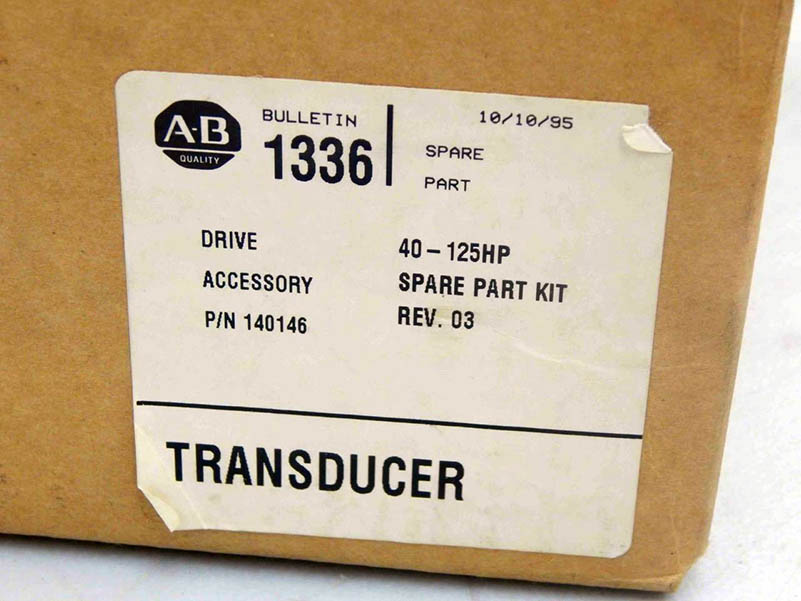 A-B
QUALITY
BULLETIN
1336
10/10/95
SPARE
PART
DRIVE 40-125HP
ACCESSORY SPARE PART KIT
P/N 140146 REV. 03
TRANSDUCER